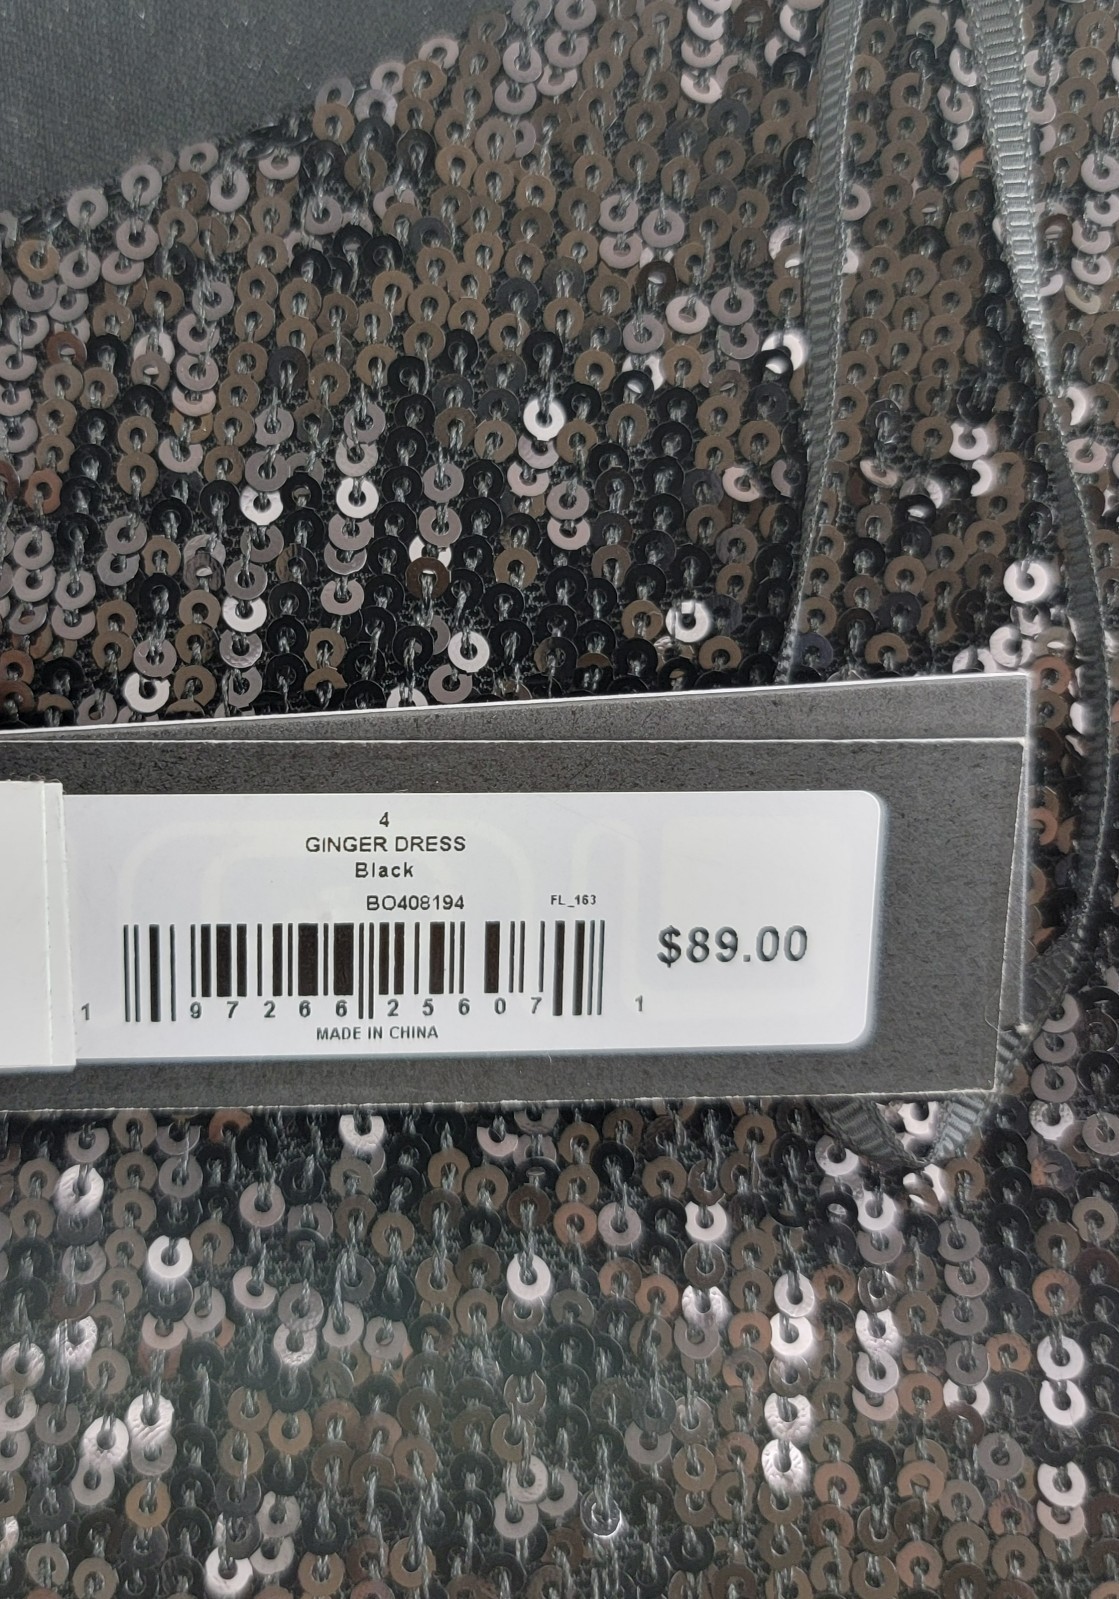 4
GINGER DRESS
Black
BO408194 FL_163
$89.00
1 97266 25607 1
MADE IN CHINA